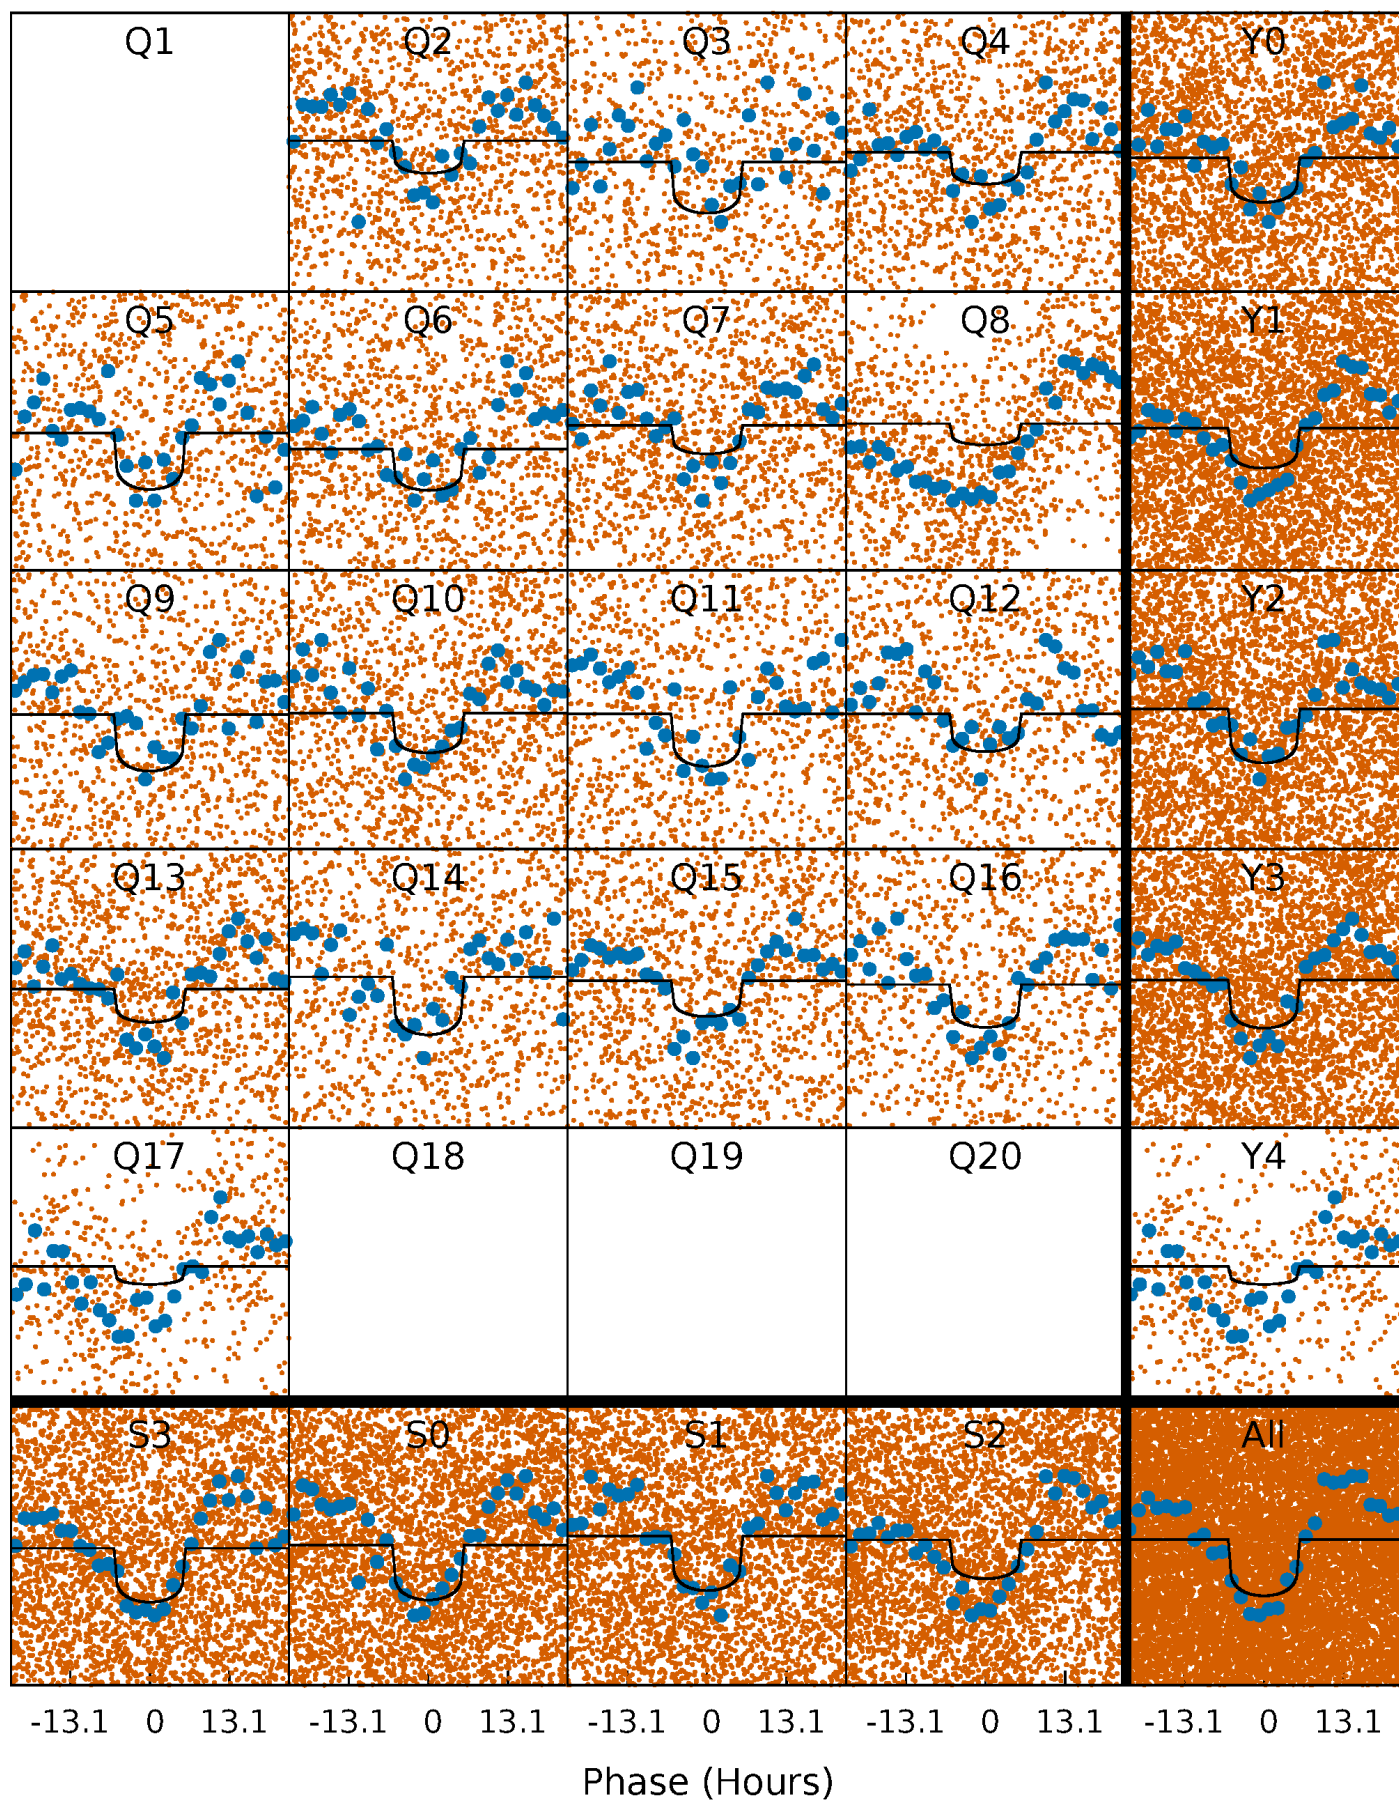 Q1 Q2 Q3 Q4 Y0
Q5 Q6 Q7 Q8 Y1
Q9 Q10 Q11 Q12 Y2
Q13 Q14 Q15 Q16 Y3
Q17 Q18 Q19 Q20 Y4
S3 S0 S1 S2 All
-13.1 0 13.1 -13.1 0 13.1 -13.1 0 13.1 -13.1 0 13.1 -13.1 0 13.1
Phase (Hours)